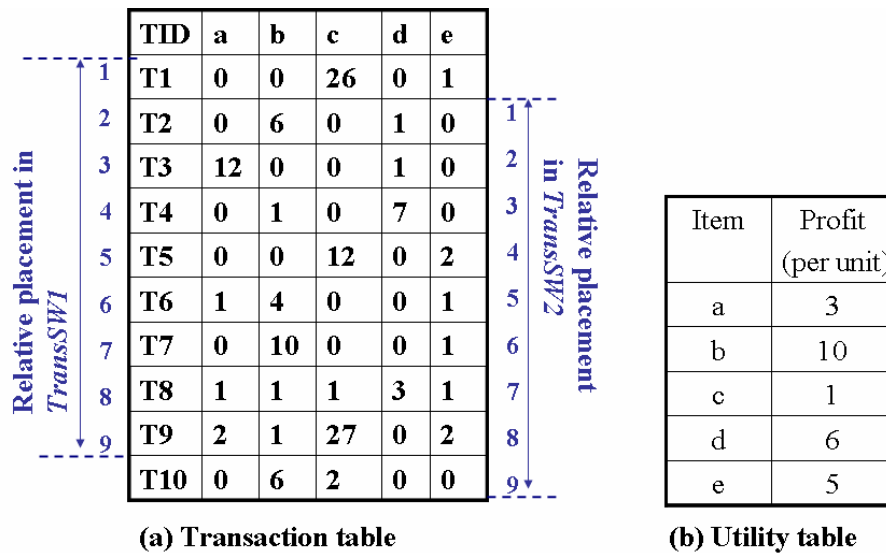 TID a b c d e
T1 0 0 26 0 1
T2 0 6 0 1 0
T3 12 0 0 1 0
T4 0 1 0 7 0
T5 0 0 12 0 2
T6 1 4 0 0 1
T7 0 10 0 0 1
T8 1 1 1 3 1
T9 2 1 27 0 2
T10 0 6 2 0 0
Relative placement in
TransSW1
1
2
3
4
5
6
7
8
9
1
2
3
4
5
6
7
8
9
Relative placement
in TransSW2
(a) Transaction table
Item Profit
(per unit)
a 3
b 10
c 1
d 6
e 5
(b) Utility table